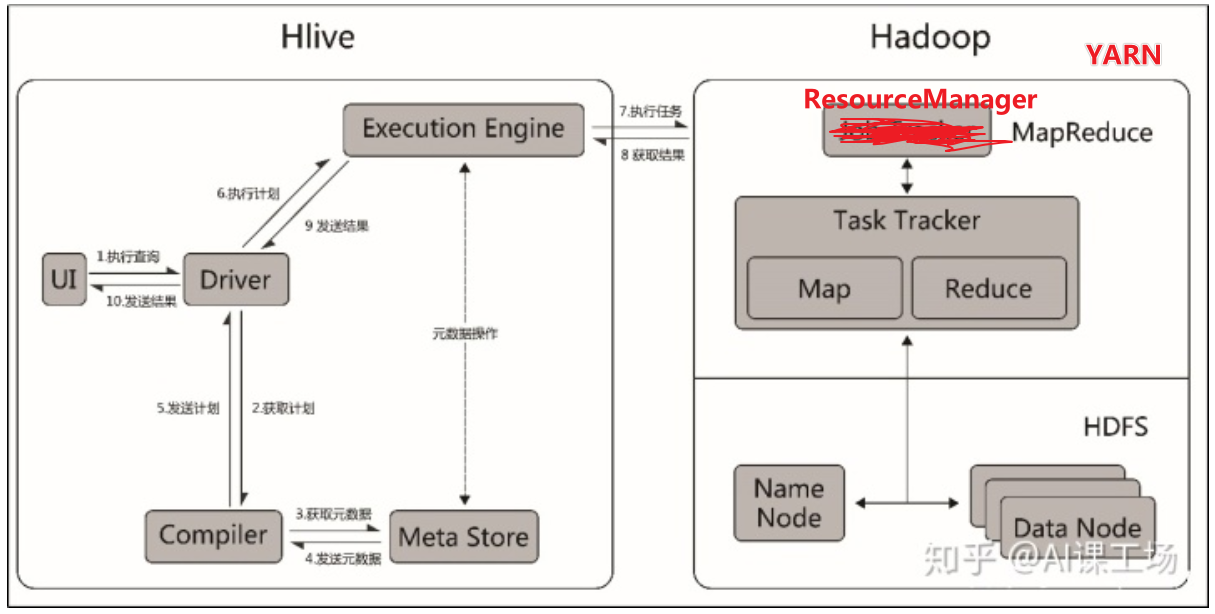 Hlive
Hadoop
YARN
ResourceManager
MapReduce
Execution Engine
7.执行任务
8 获取结果
6.执行计划
9 发送结果
Task Tracker
Map
Reduce
UI
1.执行查询
10.发送结果
Driver
元数据操作
5.发送计划
2.获取计划
HDFS
Name
Node
Data Node
Compiler
3.获取元数据
4.发送元数据
Meta Store
知乎 @AI课工场